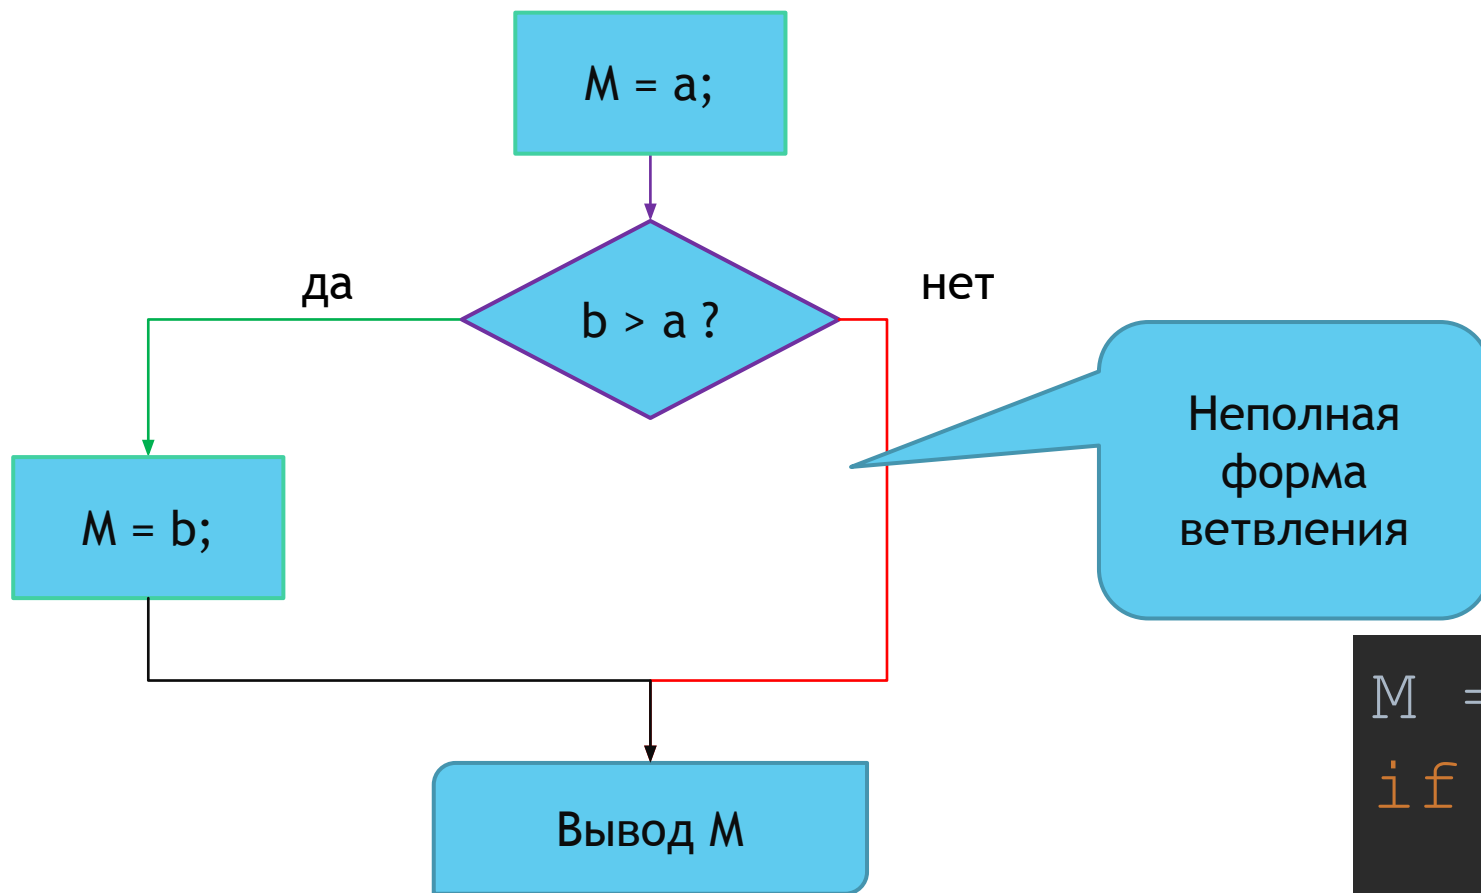 M = a;
да
нет
b > a ?
Неполная
форма
ветвления
M = b;
M =
if
Вывод M